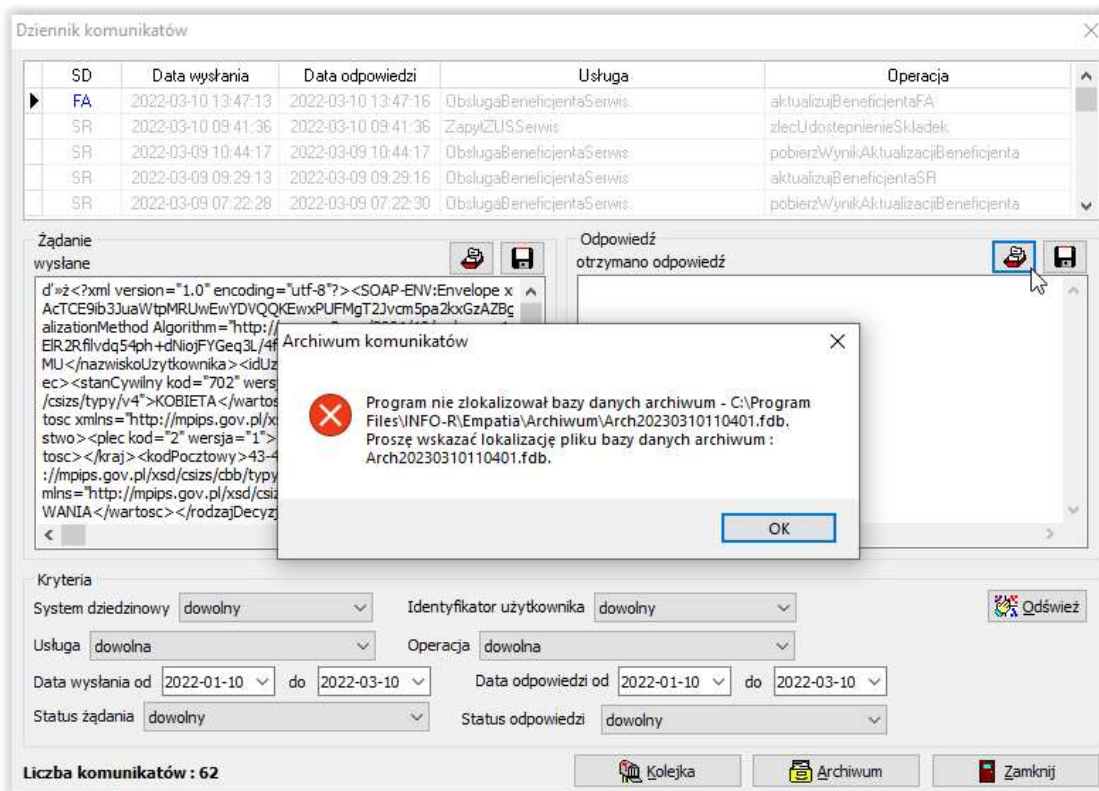 Dziennik komunikatów
SD Data wysłania Data odpowiedzi Usługa Operacja
FA 2022-03-10 13:47:13 2022-03-10 13:47:16 ObslugaBeneficjentaSerwis aktualizujBeneficjentaFA
SR 2022-03-10 09:41:36 2022-03-10 09:41:36 ZapytZUSSerwis zlecUdostepnienieSkladek
SR 2022-03-09 10:44:17 2022-03-09 10:44:17 ObslugaBeneficjentaSerwis pobierzWynikAktualizacjiBeneficjenta
SR 2022-03-09 09:29:13 2022-03-09 09:29:16 ObslugaBeneficjentaSerwis aktualizujBeneficjentaSR
SR 2022-03-09 07:22:28 2022-03-09 07:22:30 ObslugaBeneficjentaSerwis pobierzWynikAktualizacjiBeneficjenta
Żądanie
wysłane
Odpowiedź
otrzymano odpowiedź
ď»ż<?xml version="1.0" encoding="utf-8"?><SOAP-ENV:Envelope x
AcTCE9ib3JuaWtpMRUwEwYDVQQKEwxPUFMgT2Jvcm5pa2kxGzAZBg
alizationMethod Algorithm="http://
ElR2Rfilvdq54ph+dNiojFYGeq3L/4f
MU</nazwiskoUzytkownika><idUz
ec><stanCywilny kod="702" wers
/csizs/typy/v4">KOBIETA</wartos
tosc xmlns="http://mpips.gov.pl/x
stwo><plec kod="2" wersja="1">
tosc></kraj><kodPocztowy>43-4
://mpips.gov.pl/xsd/csizs/cbb/typy
mlns="http://mpips.gov.pl/xsd/csiz
WANIA</wartosc></rodzajDecyzj
Archiwum komunikatów
Program nie zlokalizował bazy danych archiwum - C:\Program
Files\INFO-R\Empatia\Archiwum\Arch20230310110401.fdb.
Proszę wskazać lokalizację pliku bazy danych archiwum :
Arch20230310110401.fdb.
OK
Kryteria
System dziedzinowy dowolny Identyfikator użytkownika dowolny Odśwież
Usługa dowolna Operacja dowolna
Data wysłania od 2022-01-10 do 2022-03-10 Data odpowiedzi od 2022-01-10 do 2022-03-10
Status żądania dowolny Status odpowiedzi dowolny
Liczba komunikatów : 62 Kolejka Archiwum Zamknij